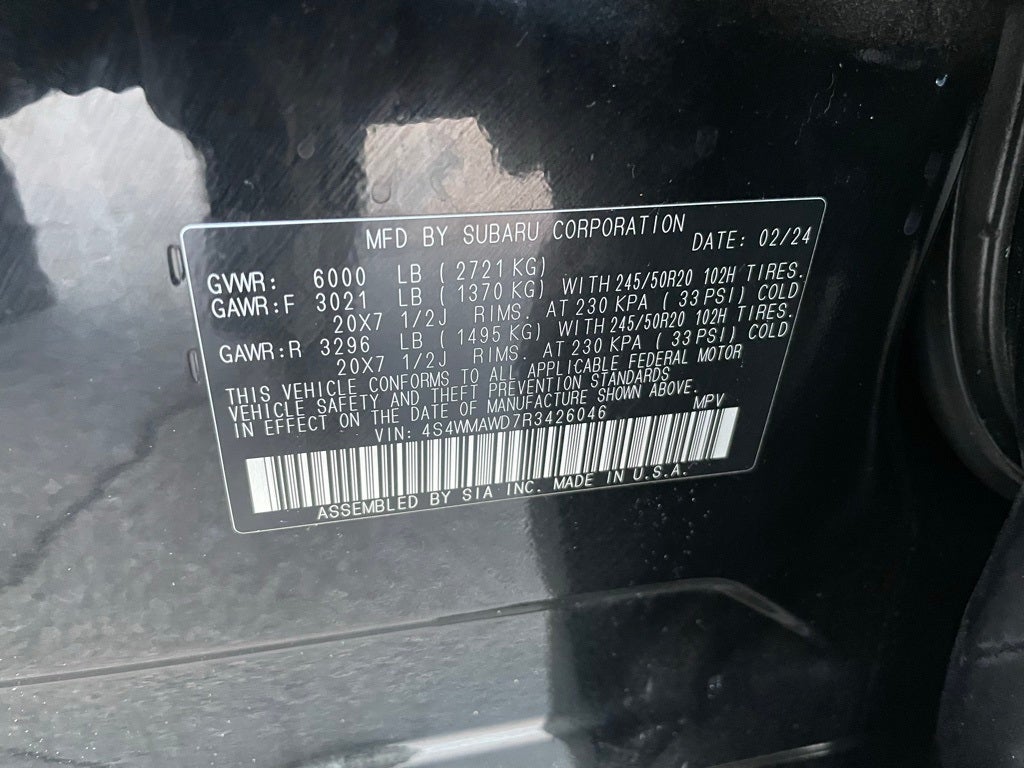 MFD BY SUBARU CORPORATION DATE: 02/24
GVWR: 6000 LB ( 2721 KG)
GAWR:F 3021 LB ( 1370 KG) WITH 245/50R20 102H TIRES.
20X7 1/2J RIMS. AT 230 KPA ( 33 PSI) COLD
GAWR:R 3296 LB ( 1495 KG) WITH 245/50R20 102H TIRES.
20X7 1/2J RIMS. AT 230 KPA ( 33 PSI) COLD
THIS VEHICLE CONFORMS TO ALL APPLICABLE FEDERAL MOTOR
VEHICLE SAFETY AND THEFT PREVENTION STANDARDS
IN EFFECT ON THE DATE OF MANUFACTURE SHOWN ABOVE.
VIN: 4S4WMAWD7R3426046 MPV
ASSEMBLED BY SIA INC. MADE IN U.S.A.